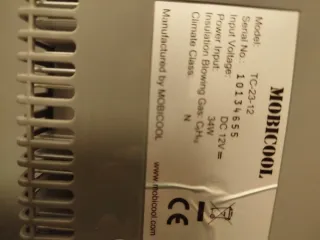 MOBICOOL
Model: TC-23-12
Serial No.: 10134655
Input Voltage: DC 12V
Power Input: 34W
Insulation Blowing Gas: C₅H₁₀
Climate Class: N
Manufactured by MOBICOOL
www.mobicool.com
CE